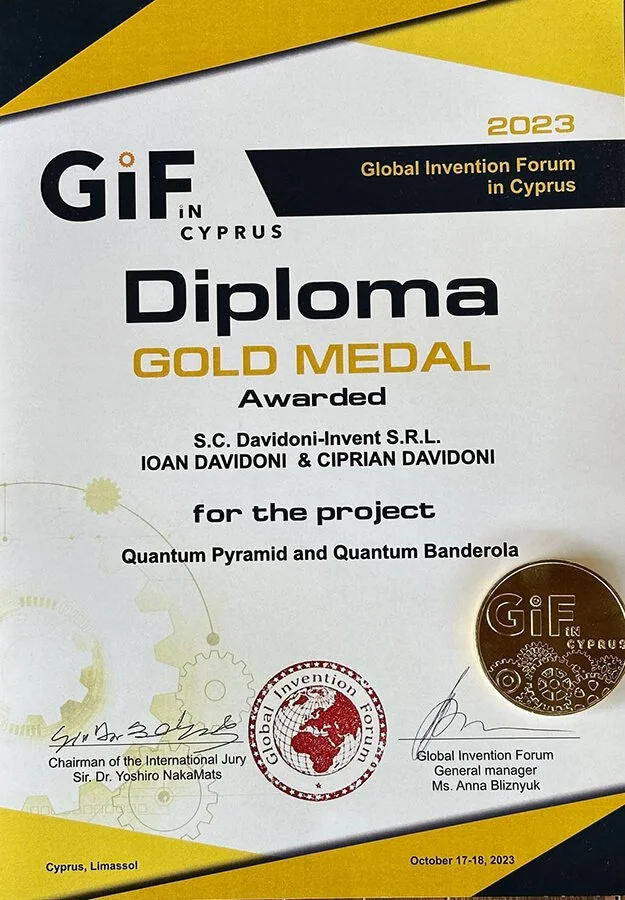 2023
Global Invention Forum
in Cyprus
GiF
iN
CYPRUS
Diploma
GOLD MEDAL
Awarded
S.C. Davidoni-Invent S.R.L.
IOAN DAVIDONI & CIPRIAN DAVIDONI
for the project
Quantum Pyramid and Quantum Banderola
GiF
iN
CYPRUS
Global Invention Forum
Chairman of the International Jury
Sir. Dr. Yoshiro NakaMats
Global Invention Forum
General manager
Ms. Anna Bliznyuk
Cyprus, Limassol
October 17-18, 2023